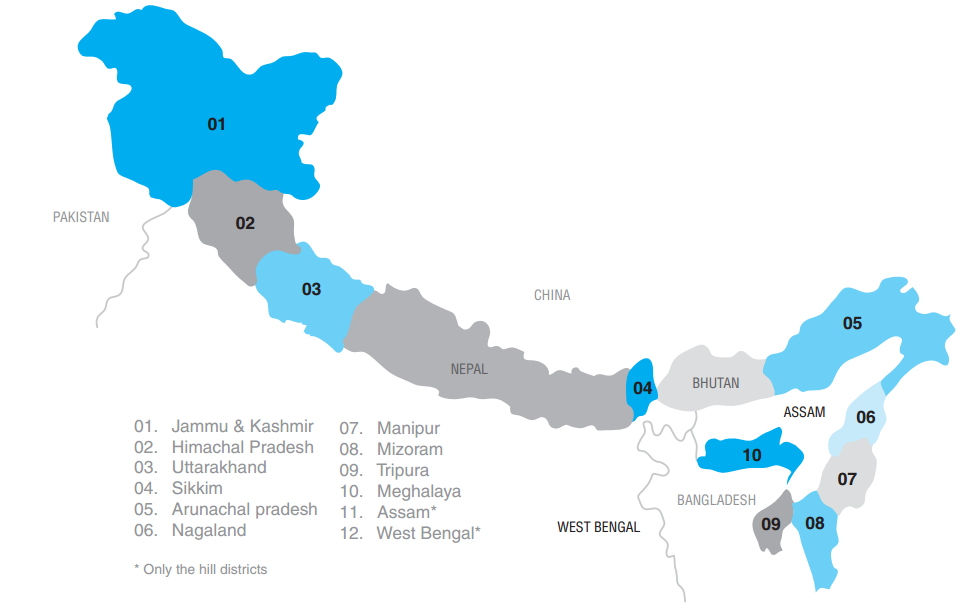 01
PAKISTAN
02
03
CHINA
05
NEPAL
04
BHUTAN
ASSAM
06
10
07
BANGLADESH
WEST BENGAL
09
08
01. Jammu & Kashmir
02. Himachal Pradesh
03. Uttarakhand
04. Sikkim
05. Arunachal pradesh
06. Nagaland
07. Manipur
08. Mizoram
09. Tripura
10. Meghalaya
11. Assam*
12. West Bengal*
* Only the hill districts